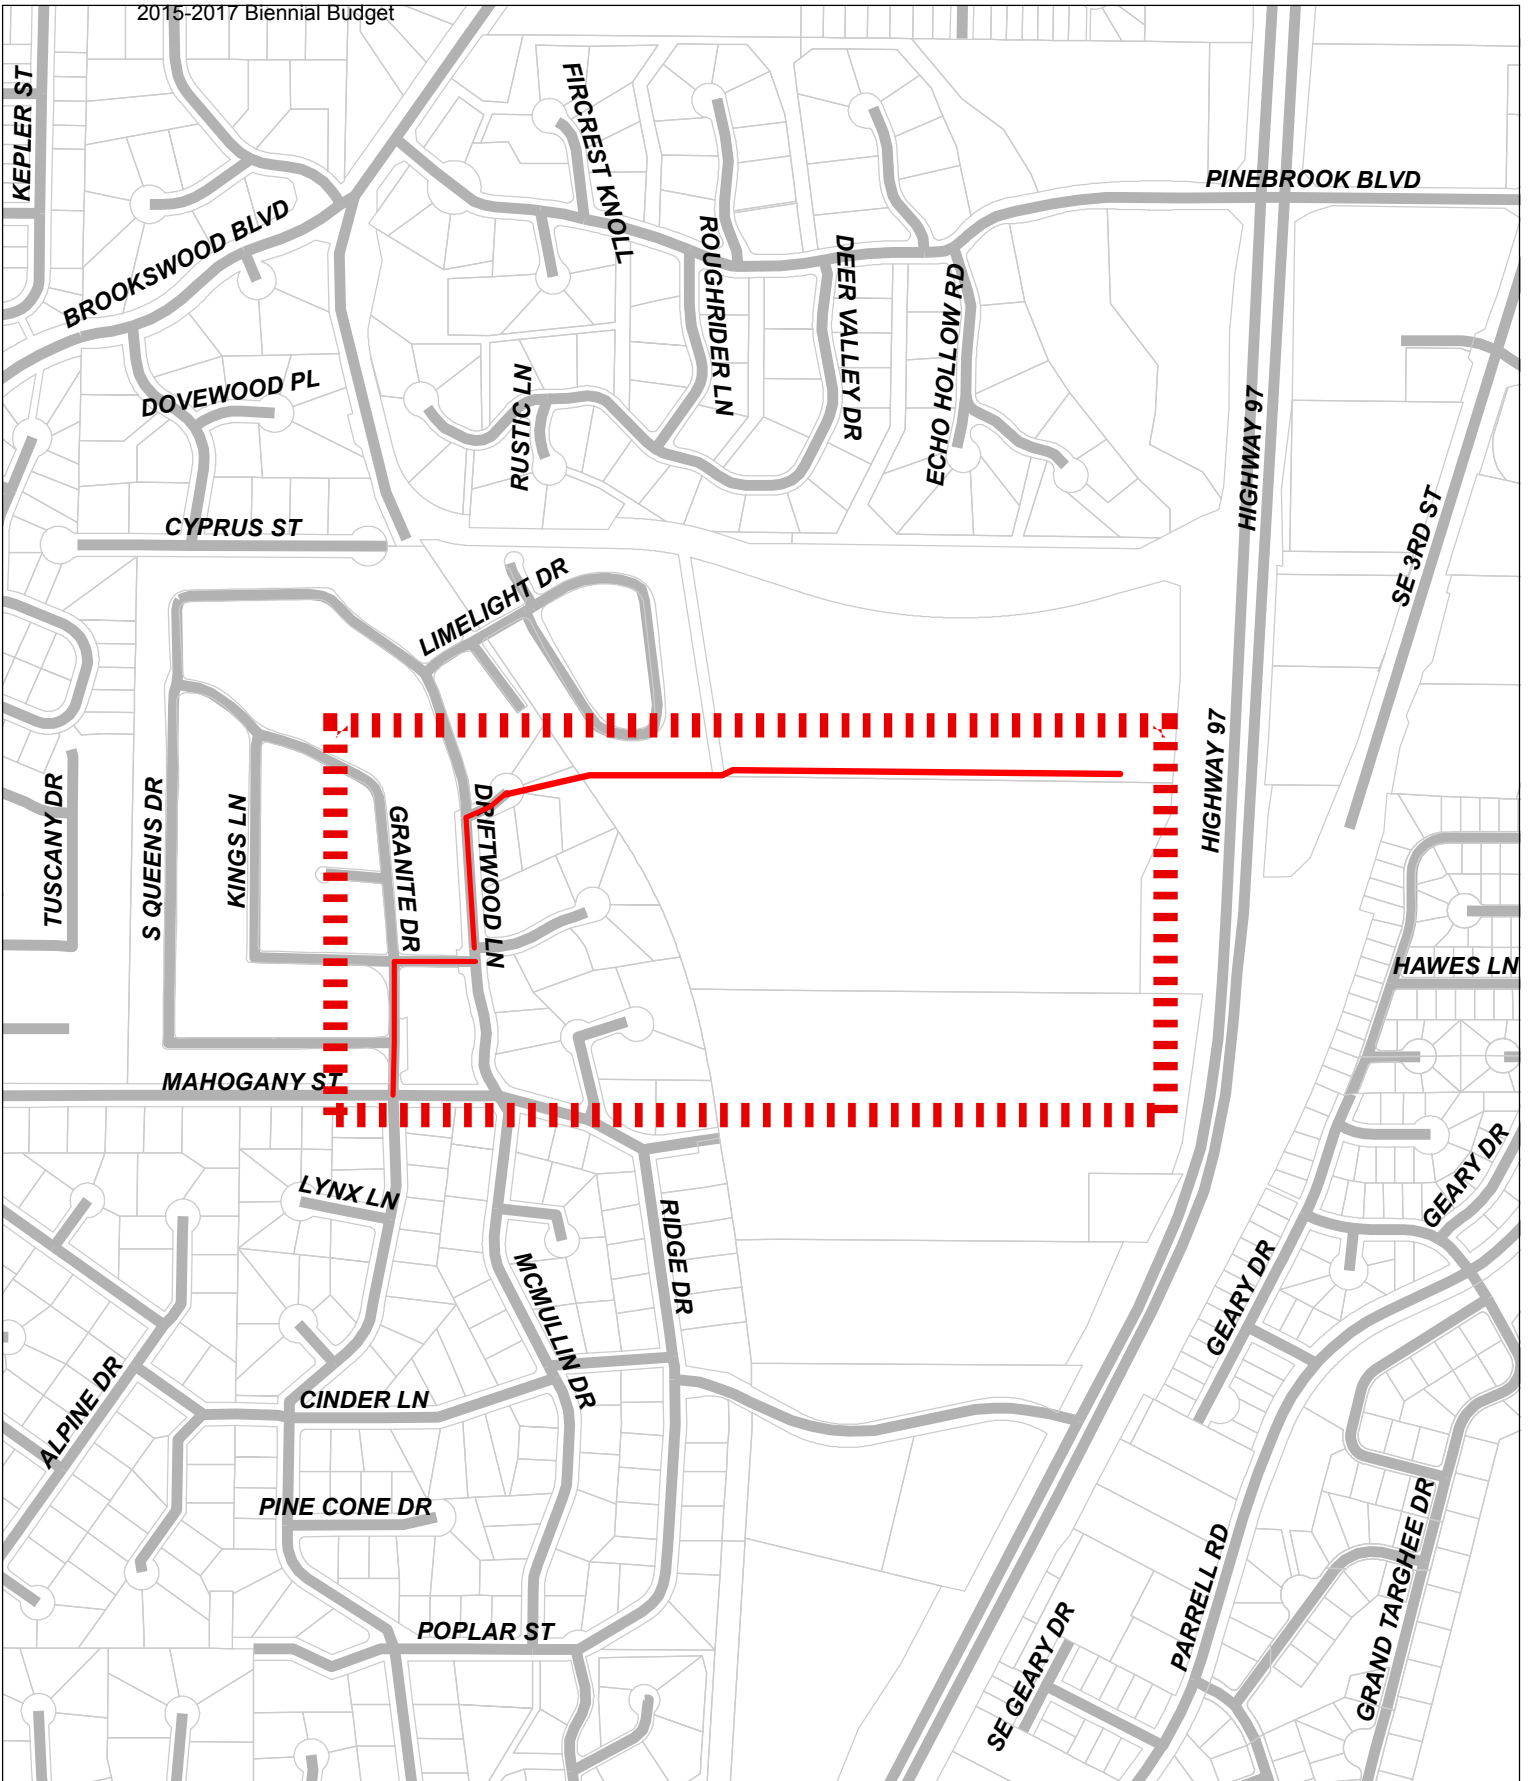 2015-2017 Biennial Budget
KEPLER ST
FIRCREST KNOLL
PINEBROOK BLVD
BROOKSWOOD BLVD
ROUGHRIDER LN
DEER VALLEY DR
ECHO HOLLOW RD
DOVEWOOD PL
RUSTIC LN
HIGHWAY 97
CYPRUS ST
SE 3RD ST
LIMELIGHT DR
HIGHWAY 97
TUSCANY DR
S QUEENS DR
KINGS LN
GRANITE DR
DRIFTWOOD LN
HAWES LN
MAHOGANY ST
LYNX LN
GEARY DR
RIDGE DR
MCMULLIN DR
GEARY DR
ALPINE DR
CINDER LN
PINE CONE DR
GRAND TARGHEE DR
PARRELL RD
POPLAR ST
SE GEARY DR